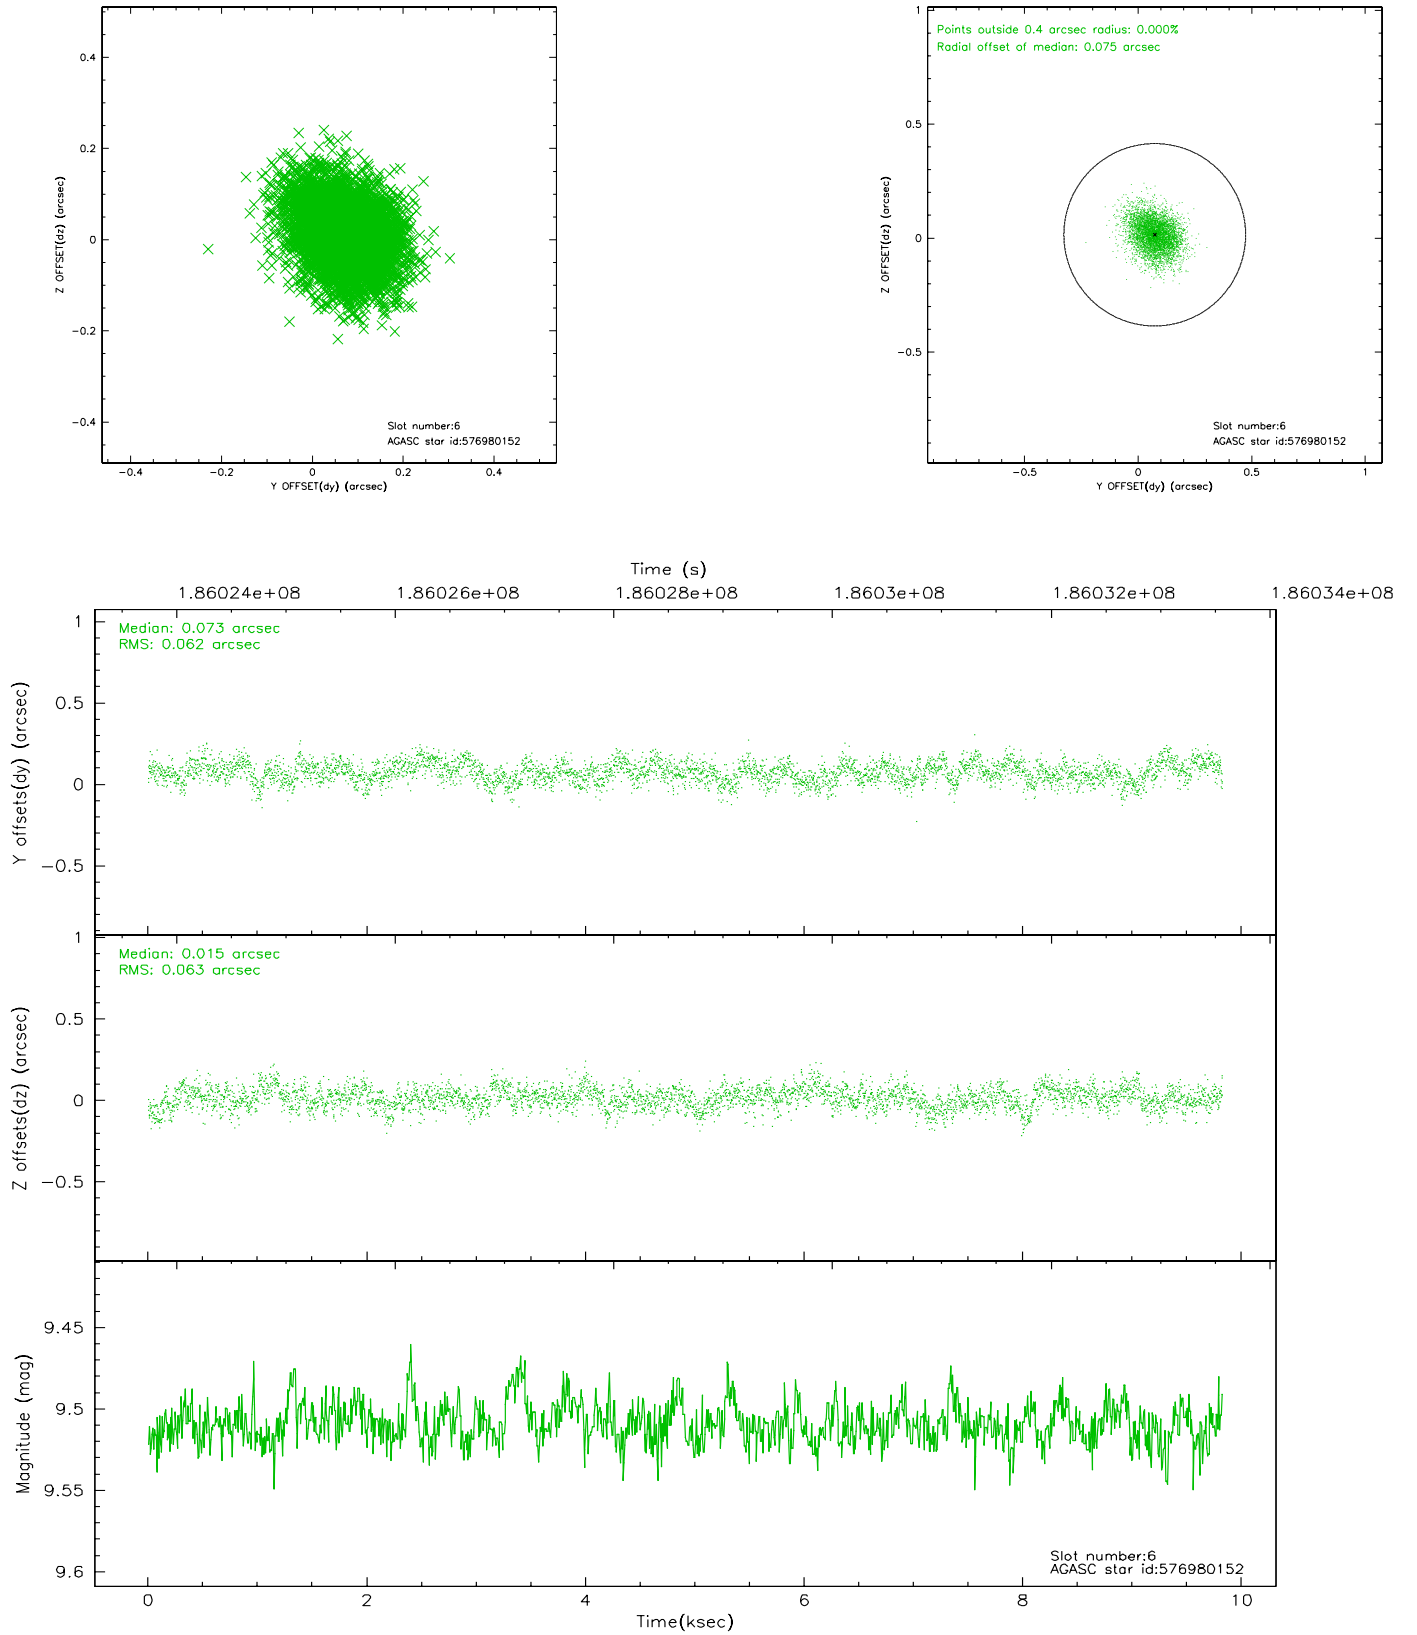 0.4
0.2
0
−0.2
−0.4
Z OFFSET(dz) (arcsec)
Slot number:6
AGASC star id:576980152
−0.4
−0.2
0
0.2
0.4
Y OFFSET(dy) (arcsec)
Points outside 0.4 arcsec radius: 0.000%
Radial offset of median: 0.075 arcsec
1
0.5
0
−0.5
Z OFFSET(dz) (arcsec)
Slot number:6
AGASC star id:576980152
−0.5
0
0.5
1
Y OFFSET(dy) (arcsec)
Time (s)
1.86024e+08
1.86026e+08
1.86028e+08
1.8603e+08
1.86032e+08
1.86034e+08
Median: 0.073 arcsec
RMS: 0.062 arcsec
1
0.5
0
−0.5
Y offsets(dy) (arcsec)
Median: 0.015 arcsec
RMS: 0.063 arcsec
1
0.5
0
−0.5
Z offsets(dz) (arcsec)
9.45
9.5
9.55
9.6
Magnitude (mag)
Slot number:6
AGASC star id:576980152
0
2
4
6
8
10
Time(ksec)